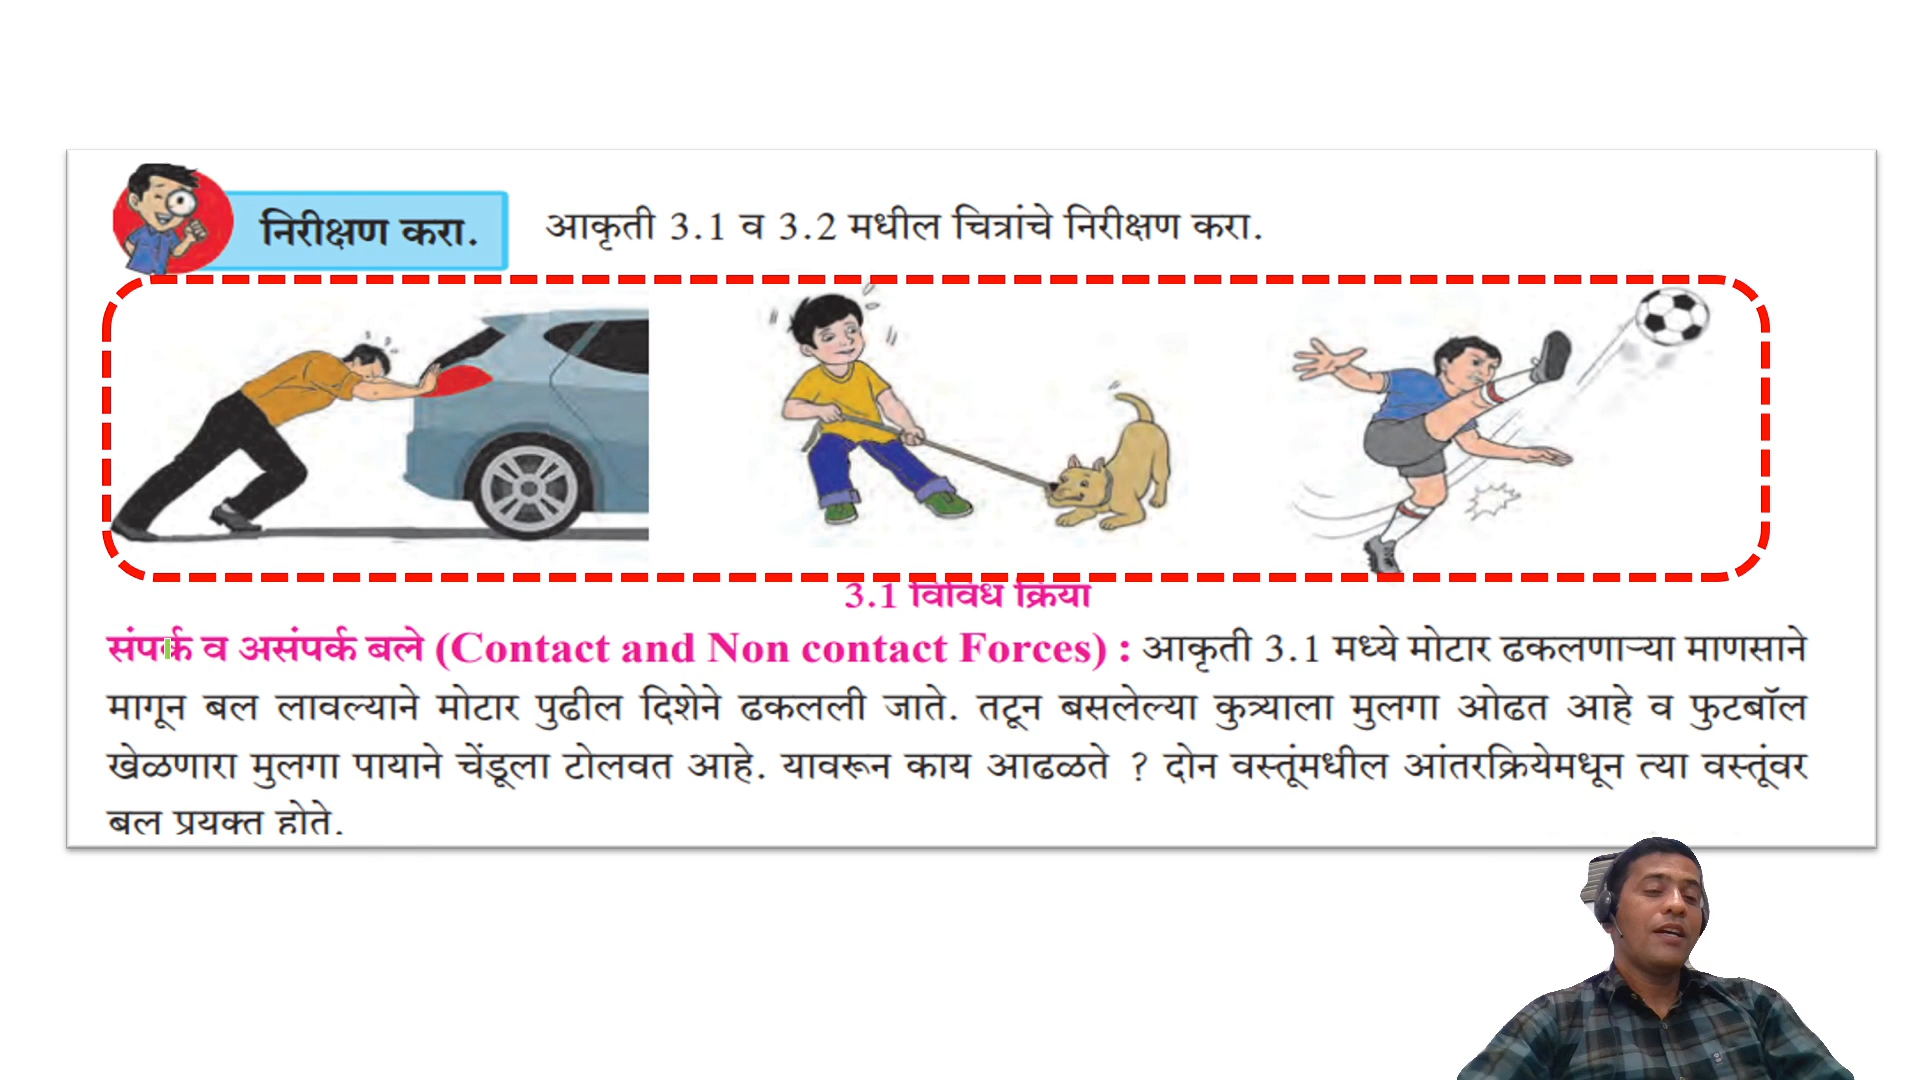 निरीक्षण करा.
आकृती 3.1 व 3.2 मधील चित्रांचे निरीक्षण करा.
3.1 विविध क्रिया
संपर्क व असंपर्क बले (Contact and Non contact Forces) : आकृती 3.1 मध्ये मोटार ढकलणाऱ्या माणसाने
मागून बल लावल्याने मोटार पुढील दिशेने ढकलली जाते. तटून बसलेल्या कुत्र्याला मुलगा ओढत आहे व फुटबॉल
खेळणारा मुलगा पायाने चेंडूला टोलवत आहे. यावरून काय आढळते ? दोन वस्तूंमधील आंतरक्रियेमधून त्या वस्तूंवर
बल प्रयुक्त होते.